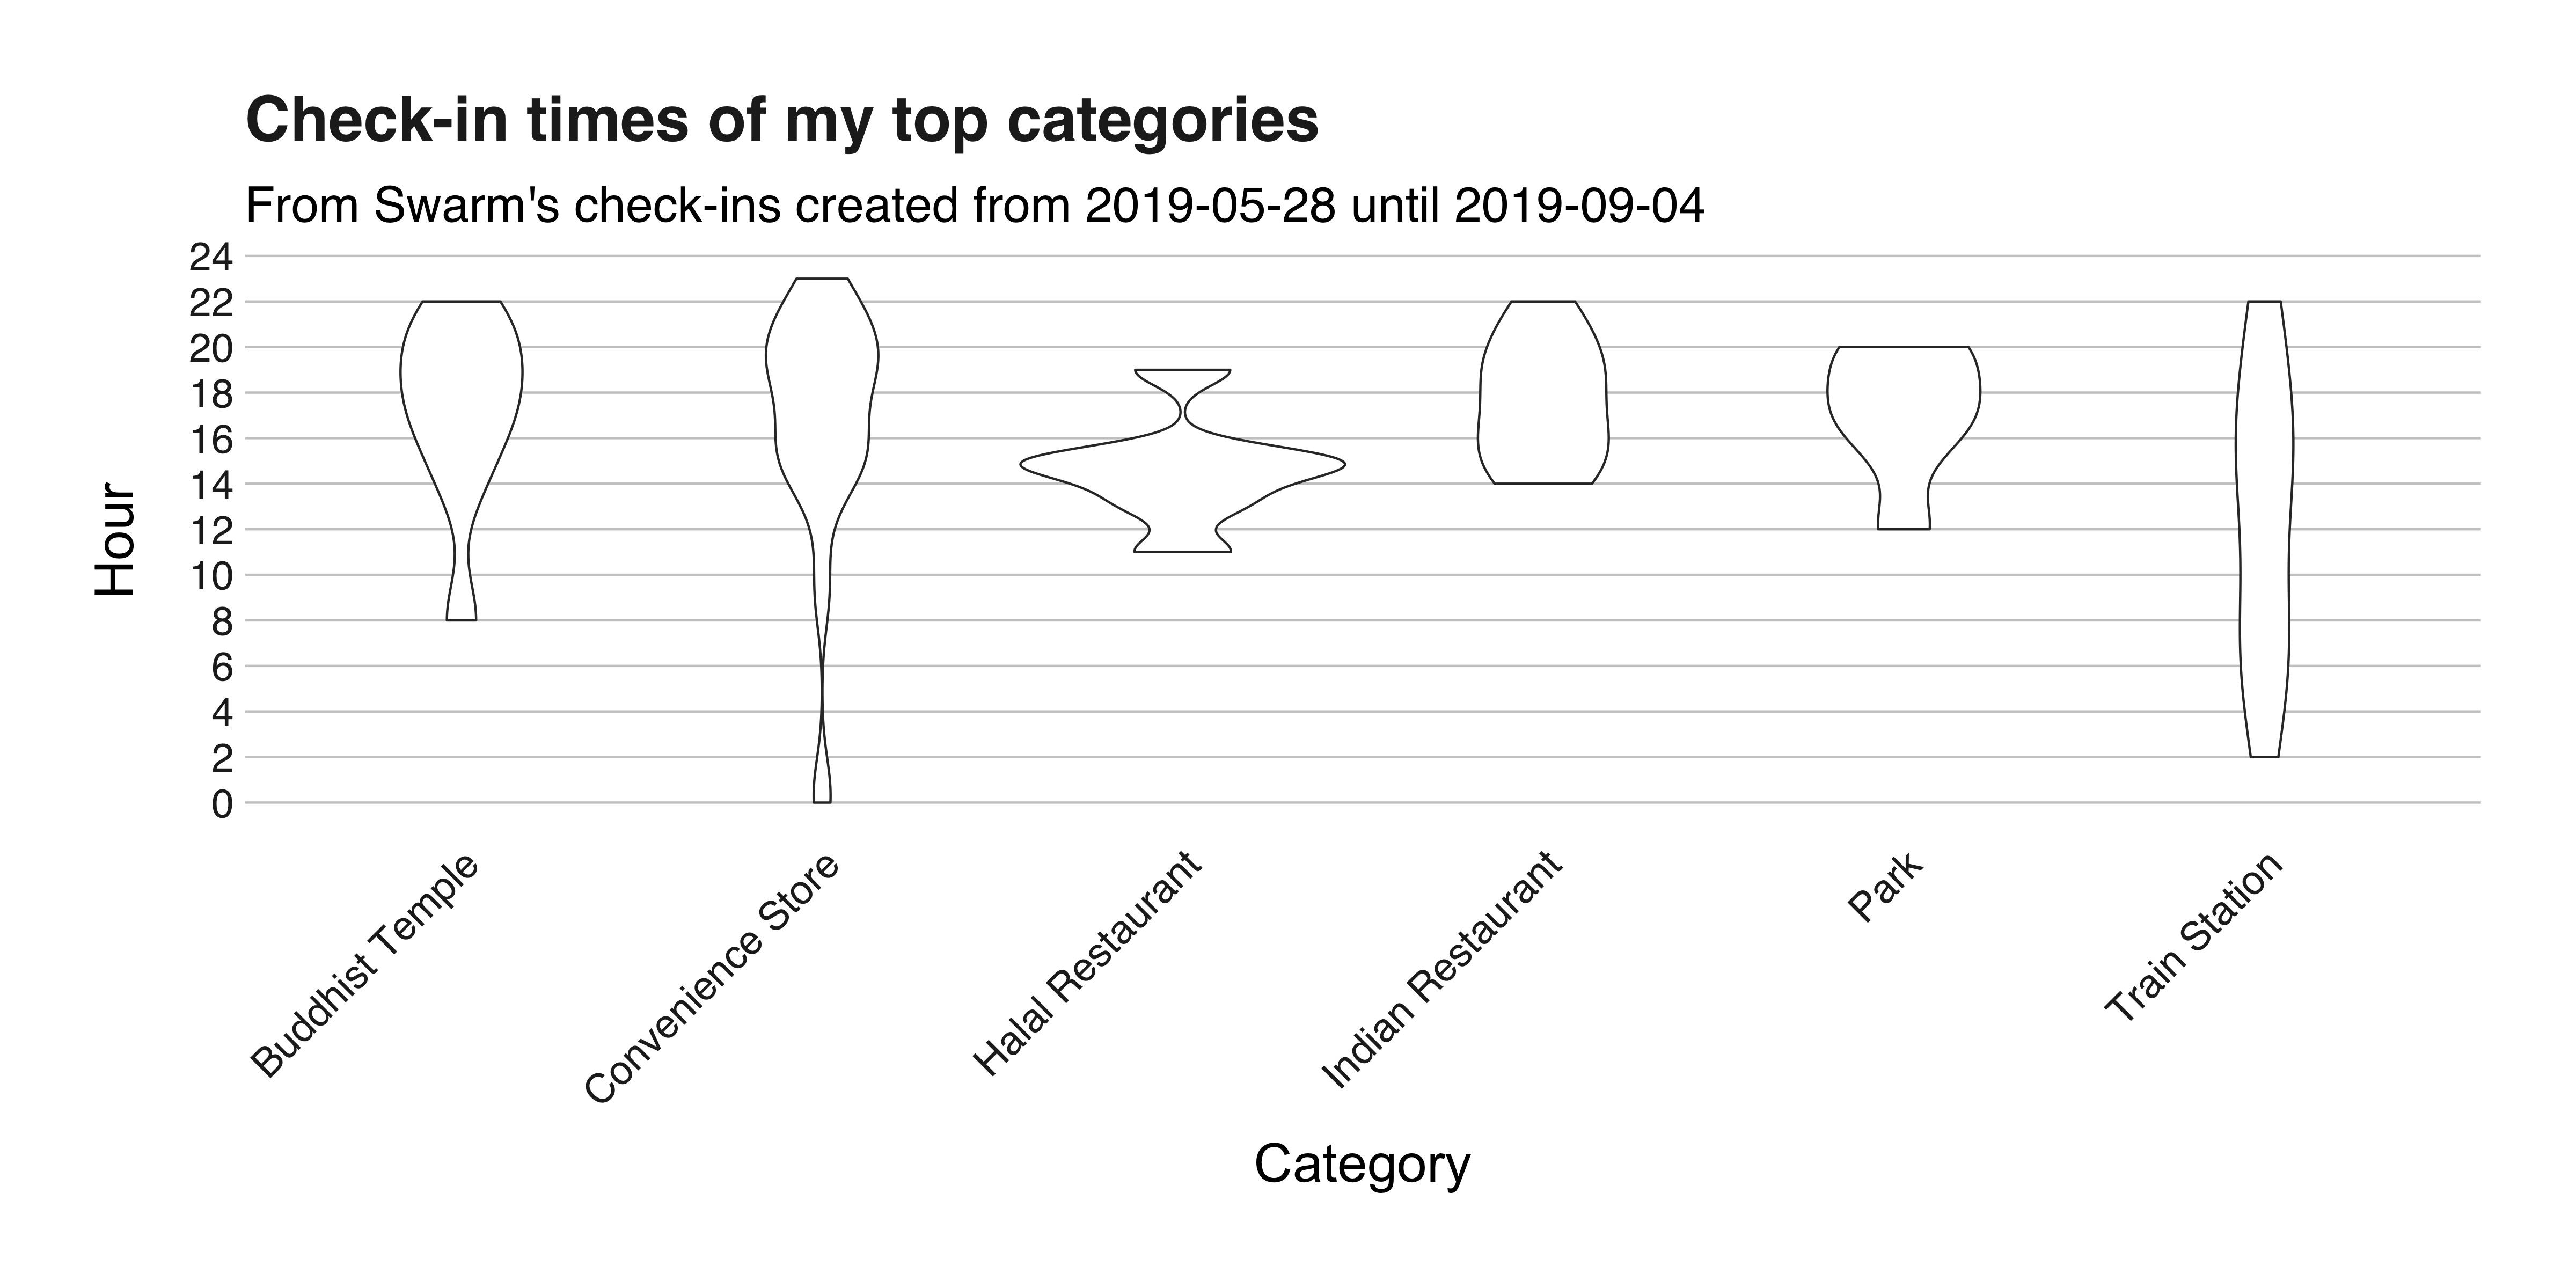 Check-in times of my top categories
From Swarm's check-ins created from 2019-05-28 until 2019-09-04
24
22
20
18
16
14
12
10
8
6
4
2
0
Hour
Buddhist Temple
Convenience Store
Halal Restaurant
Indian Restaurant
Park
Train Station
Category